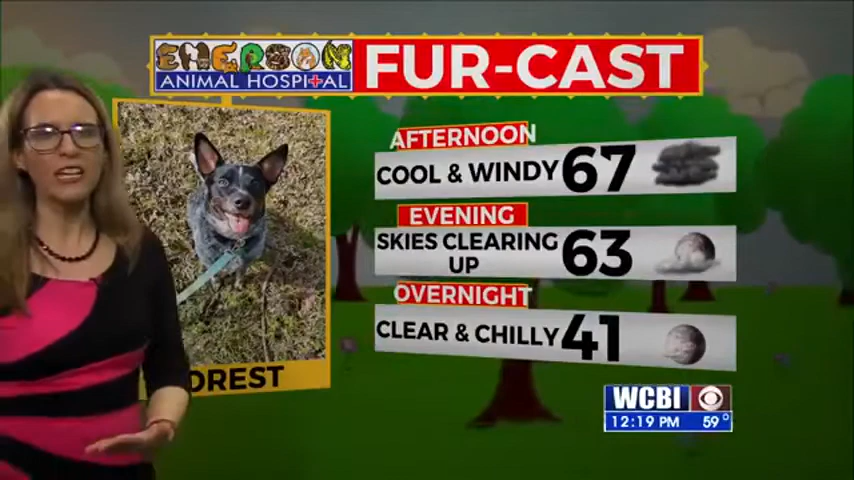 EMERSON
ANIMAL HOSPITAL
FUR-CAST
AFTERNOON
COOL & WINDY 67
EVENING
SKIES CLEARING UP 63
OVERNIGHT
CLEAR & CHILLY 41
OREST
WCBI
12:19 PM 59°